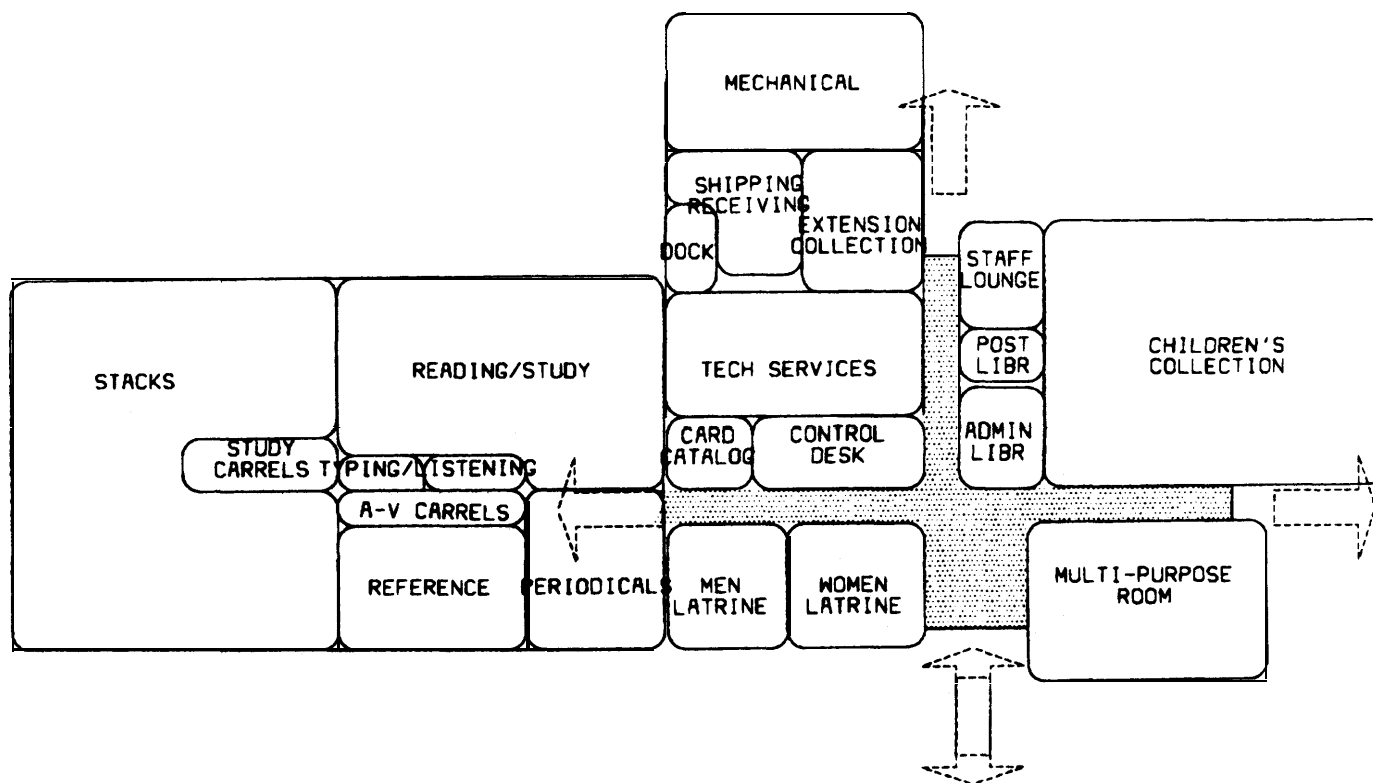 MECHANICAL
SHIPPING
RECEIVING
EXTENSION
COLLECTION
DOCK
STAFF
LOUNGE
POST
LIBR
CHILDREN'S
COLLECTION
STACKS
READING/STUDY
TECH SERVICES
STUDY
CARRELS
TYPING/LISTENING
CARD
CATALOG
CONTROL
DESK
ADMIN
LIBR
A-V CARRELS
REFERENCE
PERIODICALS
MEN
LATRINE
WOMEN
LATRINE
MULTI-PURPOSE
ROOM